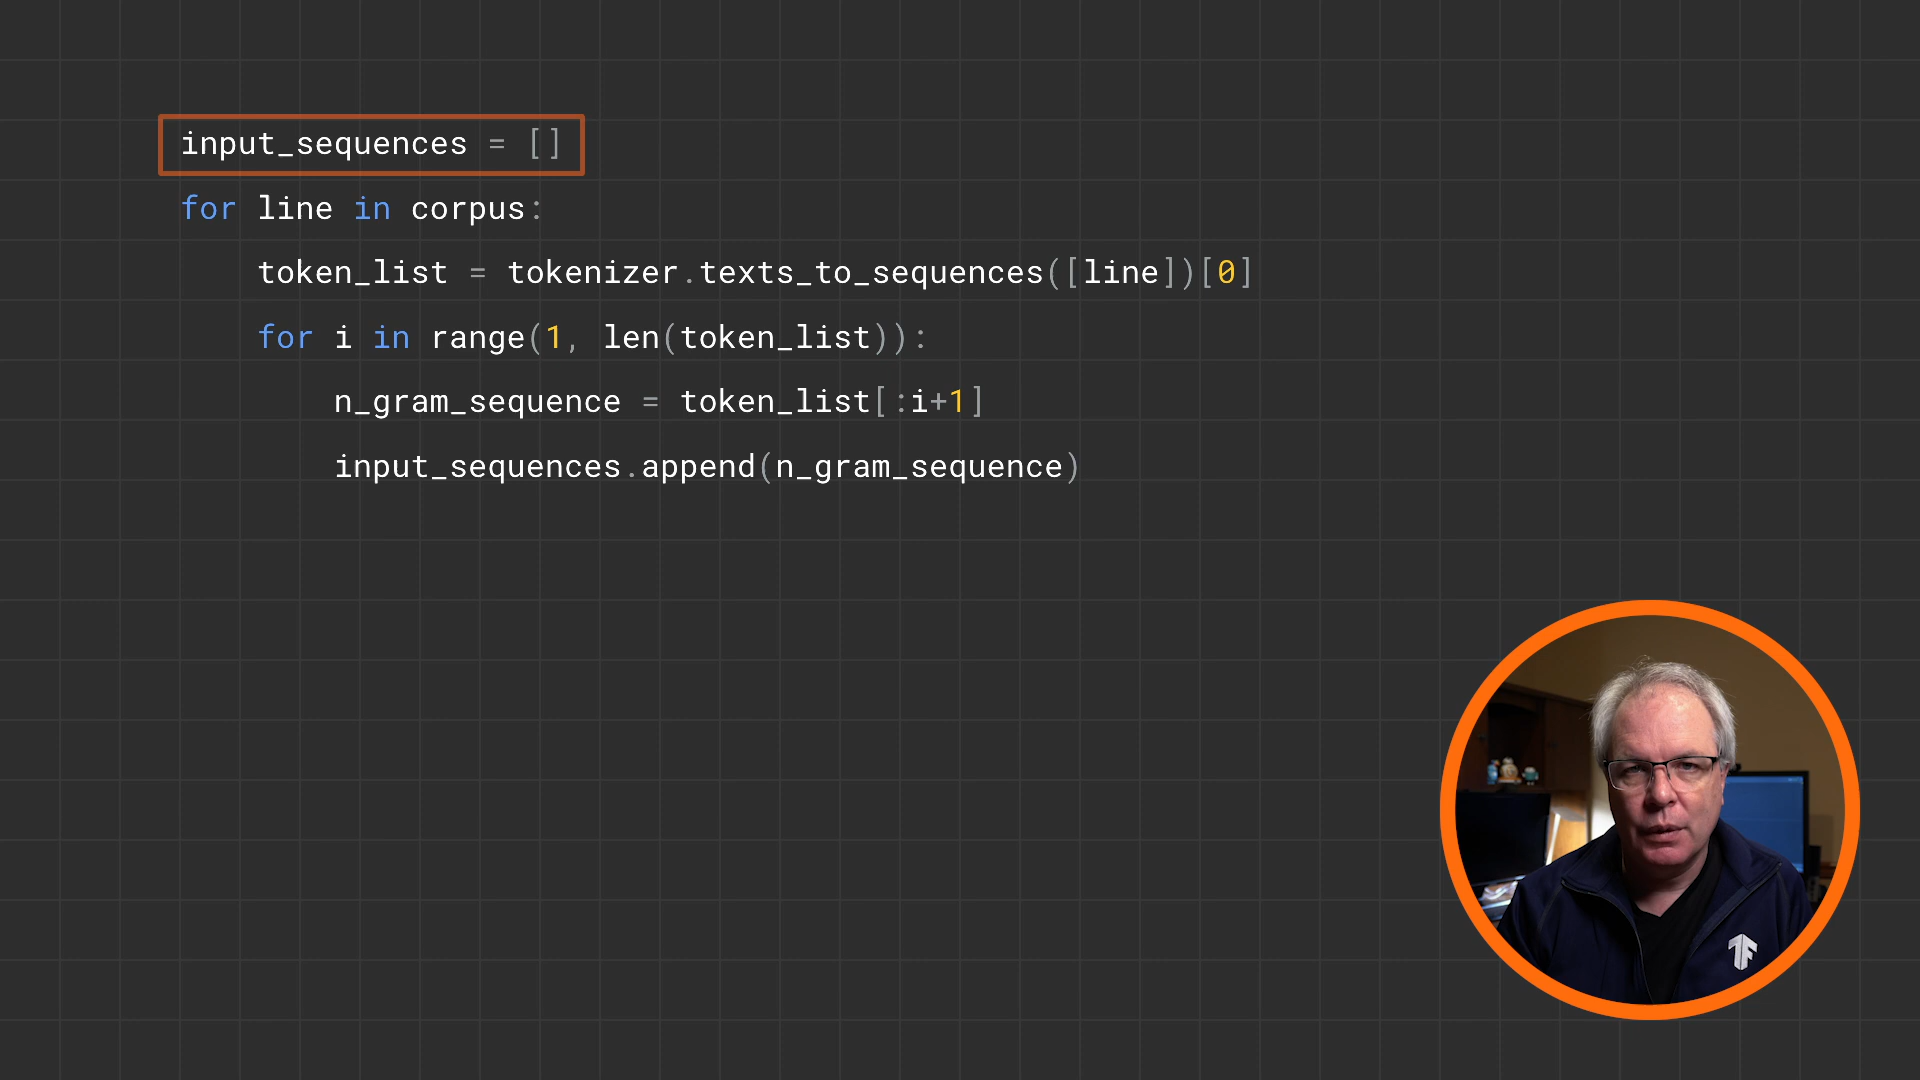 input_sequences = []
for line in corpus:
    token_list = tokenizer.texts_to_sequences([line])[0]
    for i in range(1, len(token_list)):
        n_gram_sequence = token_list[:i+1]
        input_sequences.append(n_gram_sequence)